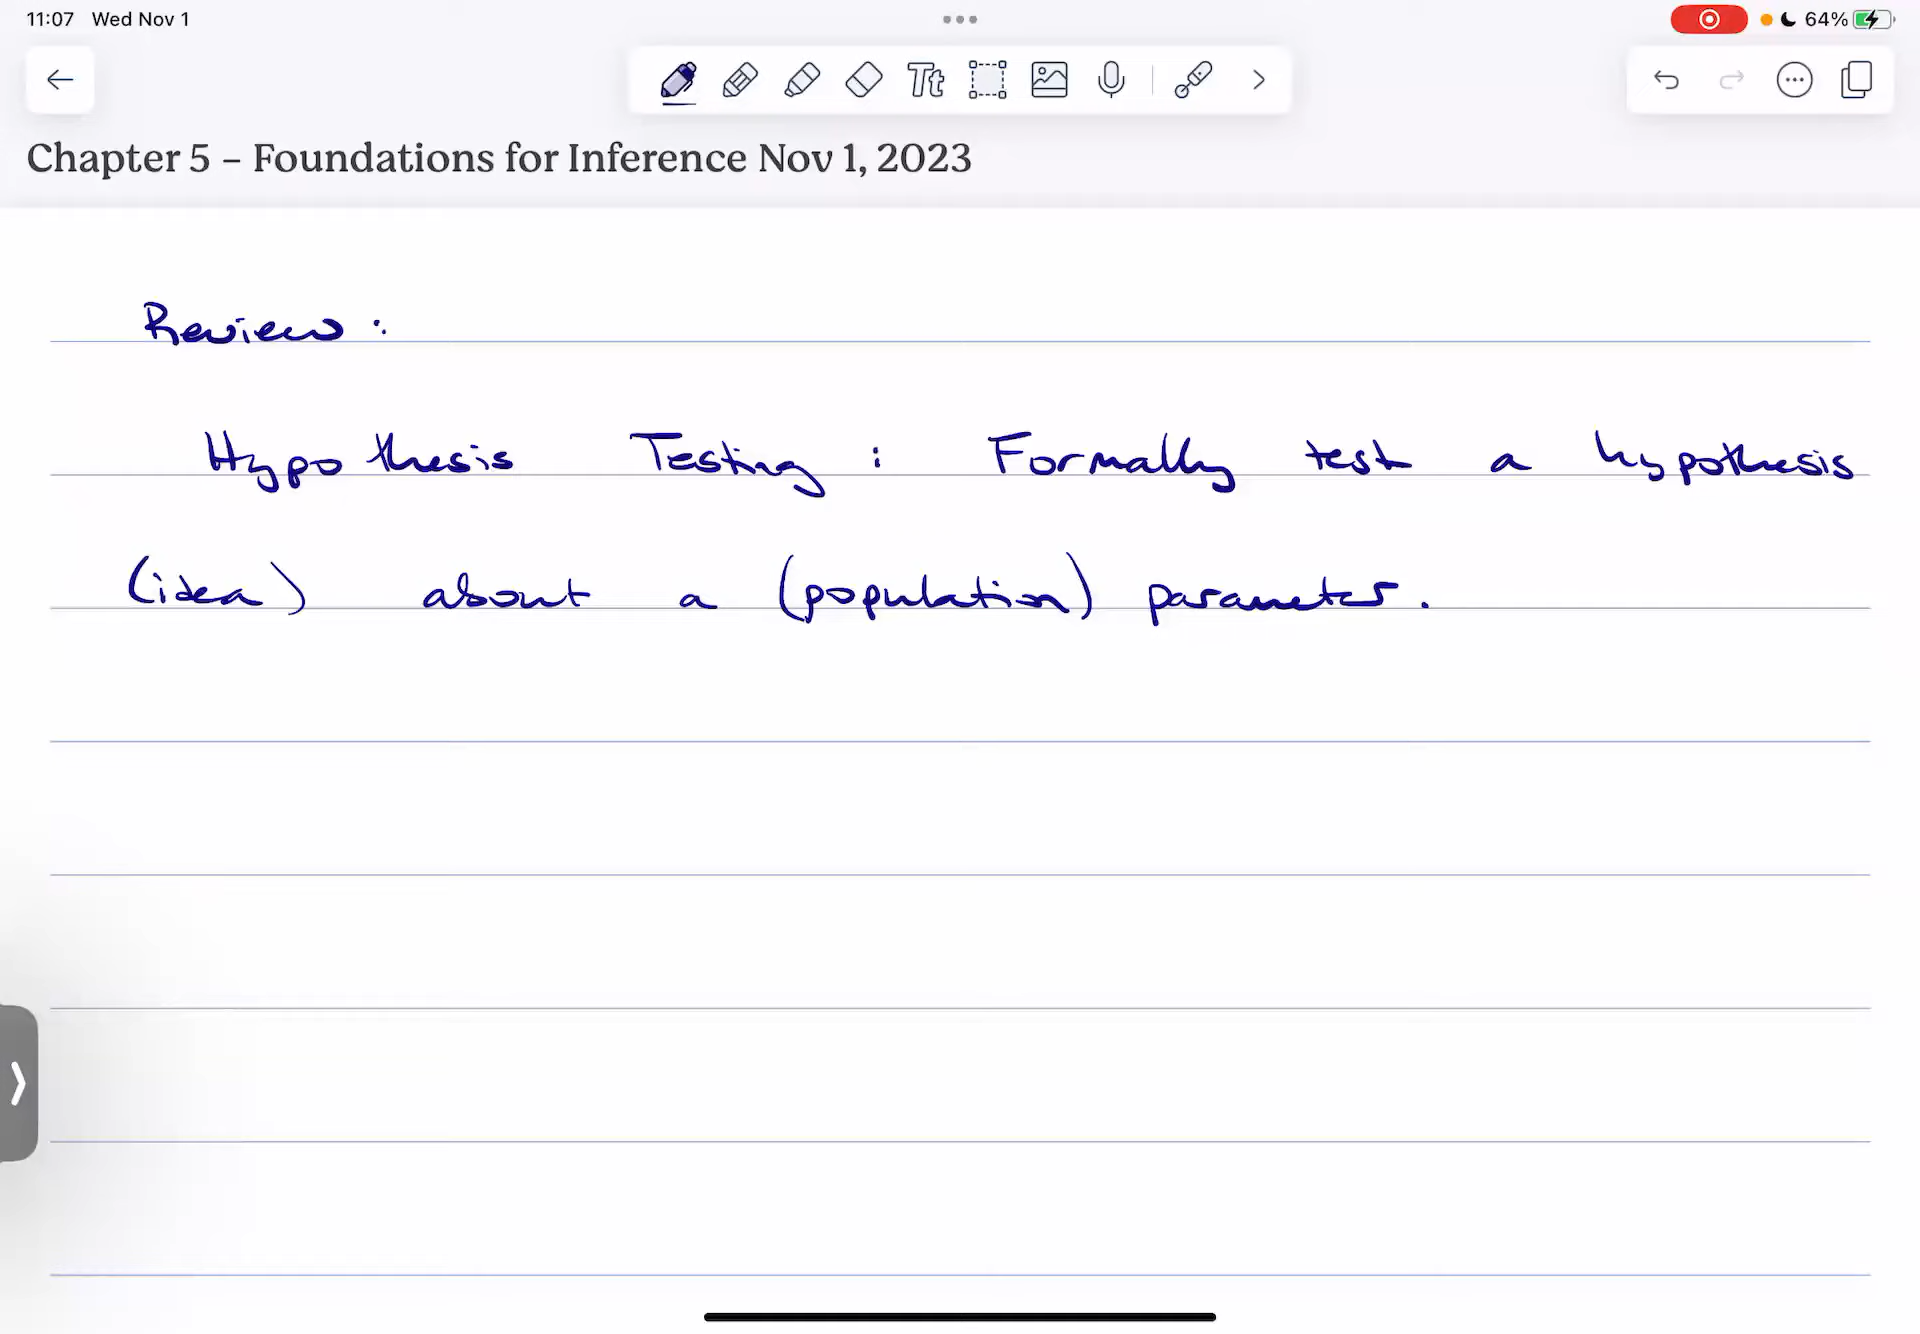 11:07 Wed Nov 1
64%
Tt
Chapter 5 – Foundations for Inference Nov 1, 2023
Review:
Hypothesis Testing: Formally test a hypothesis
(idea) about a (population) parameter.